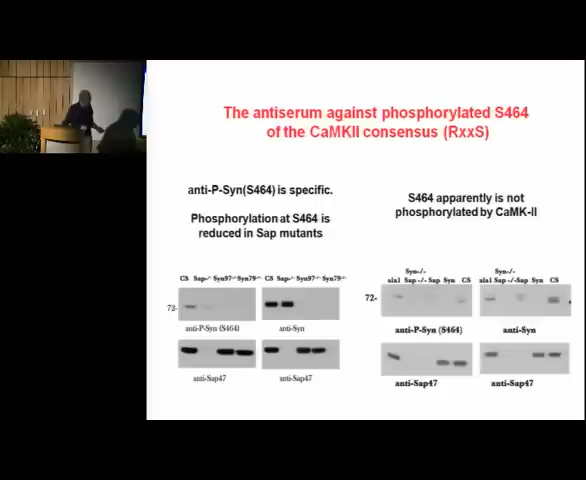 The antiserum against phosphorylated S464
of the CaMKII consensus (RxxS)
anti-P-Syn(S464) is specific.
Phosphorylation at S464 is
reduced in Sap mutants
S464 apparently is not
phosphorylated by CaMK-II
CS Sap-/- Syn97-/- Syn79-/-
CS Sap-/- Syn97-/- Syn79-/-
72-
anti-P-Syn (S464)
anti-Syn
anti-Sap47
anti-Sap47
Syn-/-
ala1 Sap -/- Sap Syn CS
Syn-/-
ala1 Sap -/- Sap Syn CS
72-
anti-P-Syn (S464)
anti-Syn
anti-Sap47
anti-Sap47